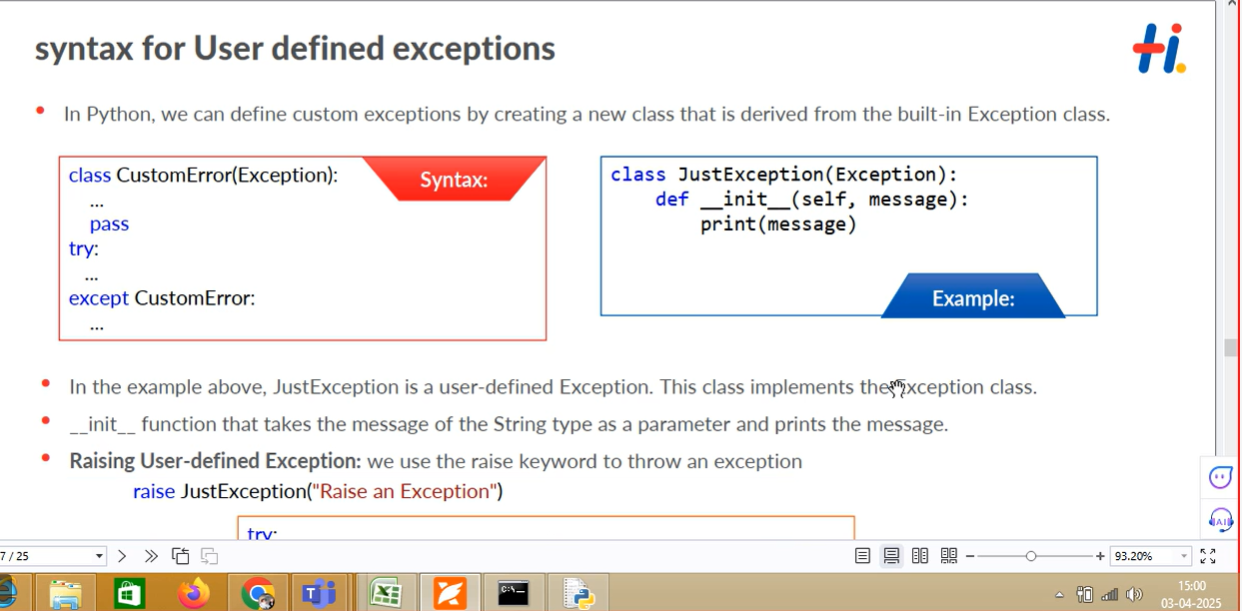 syntax for User defined exceptions
Hi
• In Python, we can define custom exceptions by creating a new class that is derived from the built-in Exception class.
class CustomError(Exception):
...
pass
try:
...
except CustomError:
...
Syntax:
class JustException(Exception):
def __init__(self, message):
print(message)
Example:
• In the example above, JustException is a user-defined Exception. This class implements the Exception class.
• __init__ function that takes the message of the String type as a parameter and prints the message.
• Raising User-defined Exception: we use the raise keyword to throw an exception
raise JustException("Raise an Exception")
try:
AI
7 / 25
93.20%
C:\_
15:00
03-04-2025